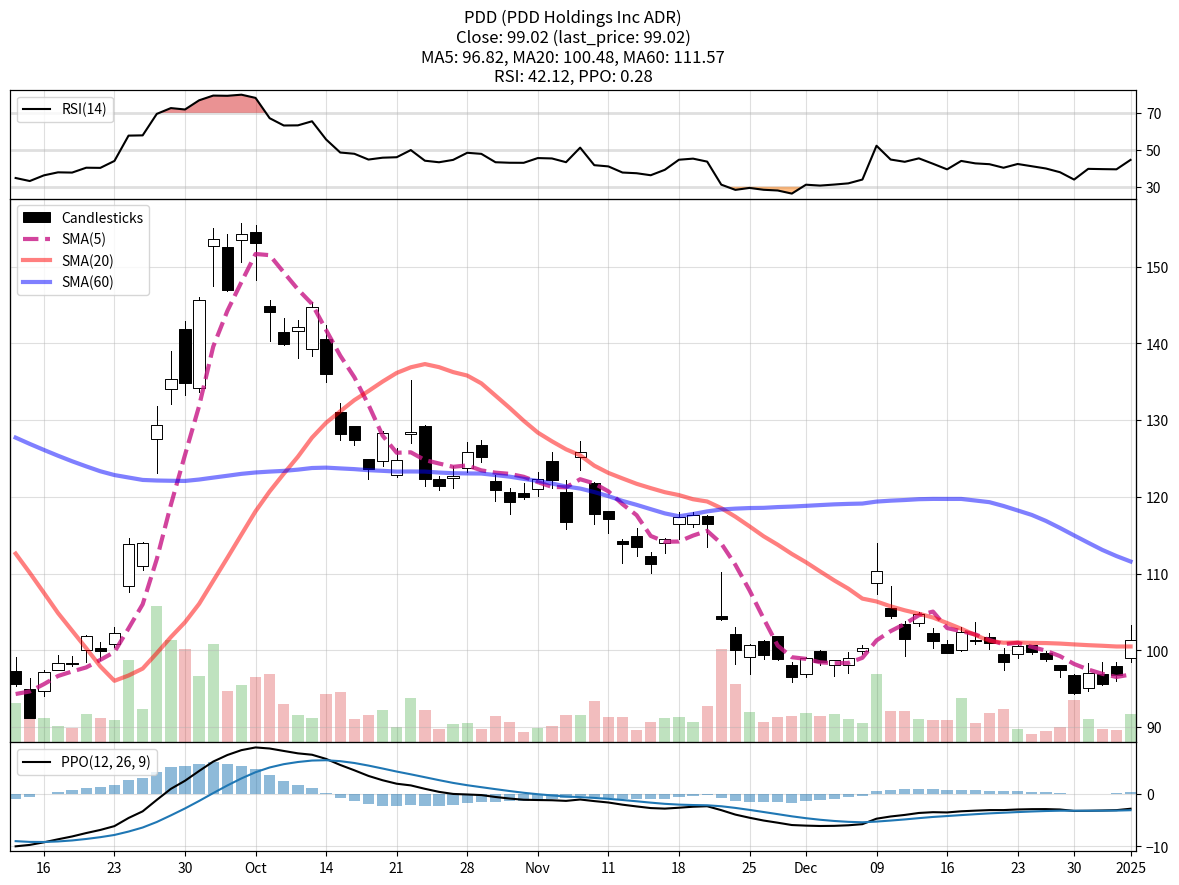 PDD (PDD Holdings Inc ADR)
Close: 99.02 (last_price: 99.02)
MA5: 96.82, MA20: 100.48, MA60: 111.57
RSI: 42.12, PPO: 0.28
RSI(14)
70
50
30
Candlesticks
SMA(5)
SMA(20)
SMA(60)
150
140
130
120
110
100
90
PPO(12, 26, 9)
0
−10
16 23 30 Oct 14 21 28 Nov 11 18 25 Dec 09 16 23 30 2025